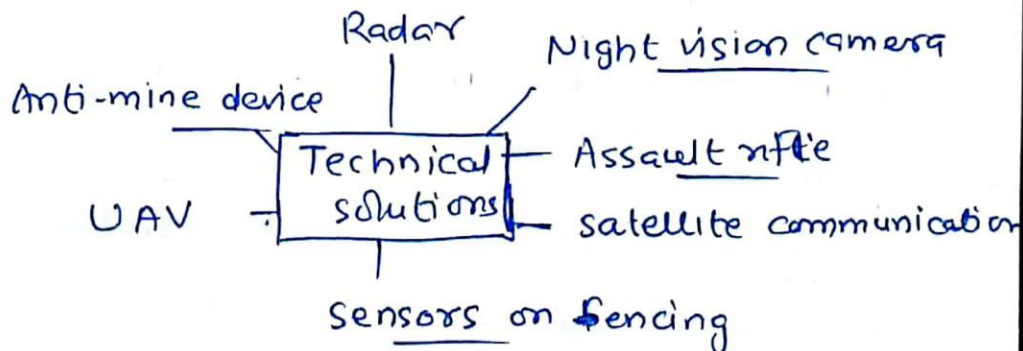 Radar
Night vision camera
Anti-mine device
Technical
solutions
Assault rifle
UAV
satellite communication
sensors on fencing